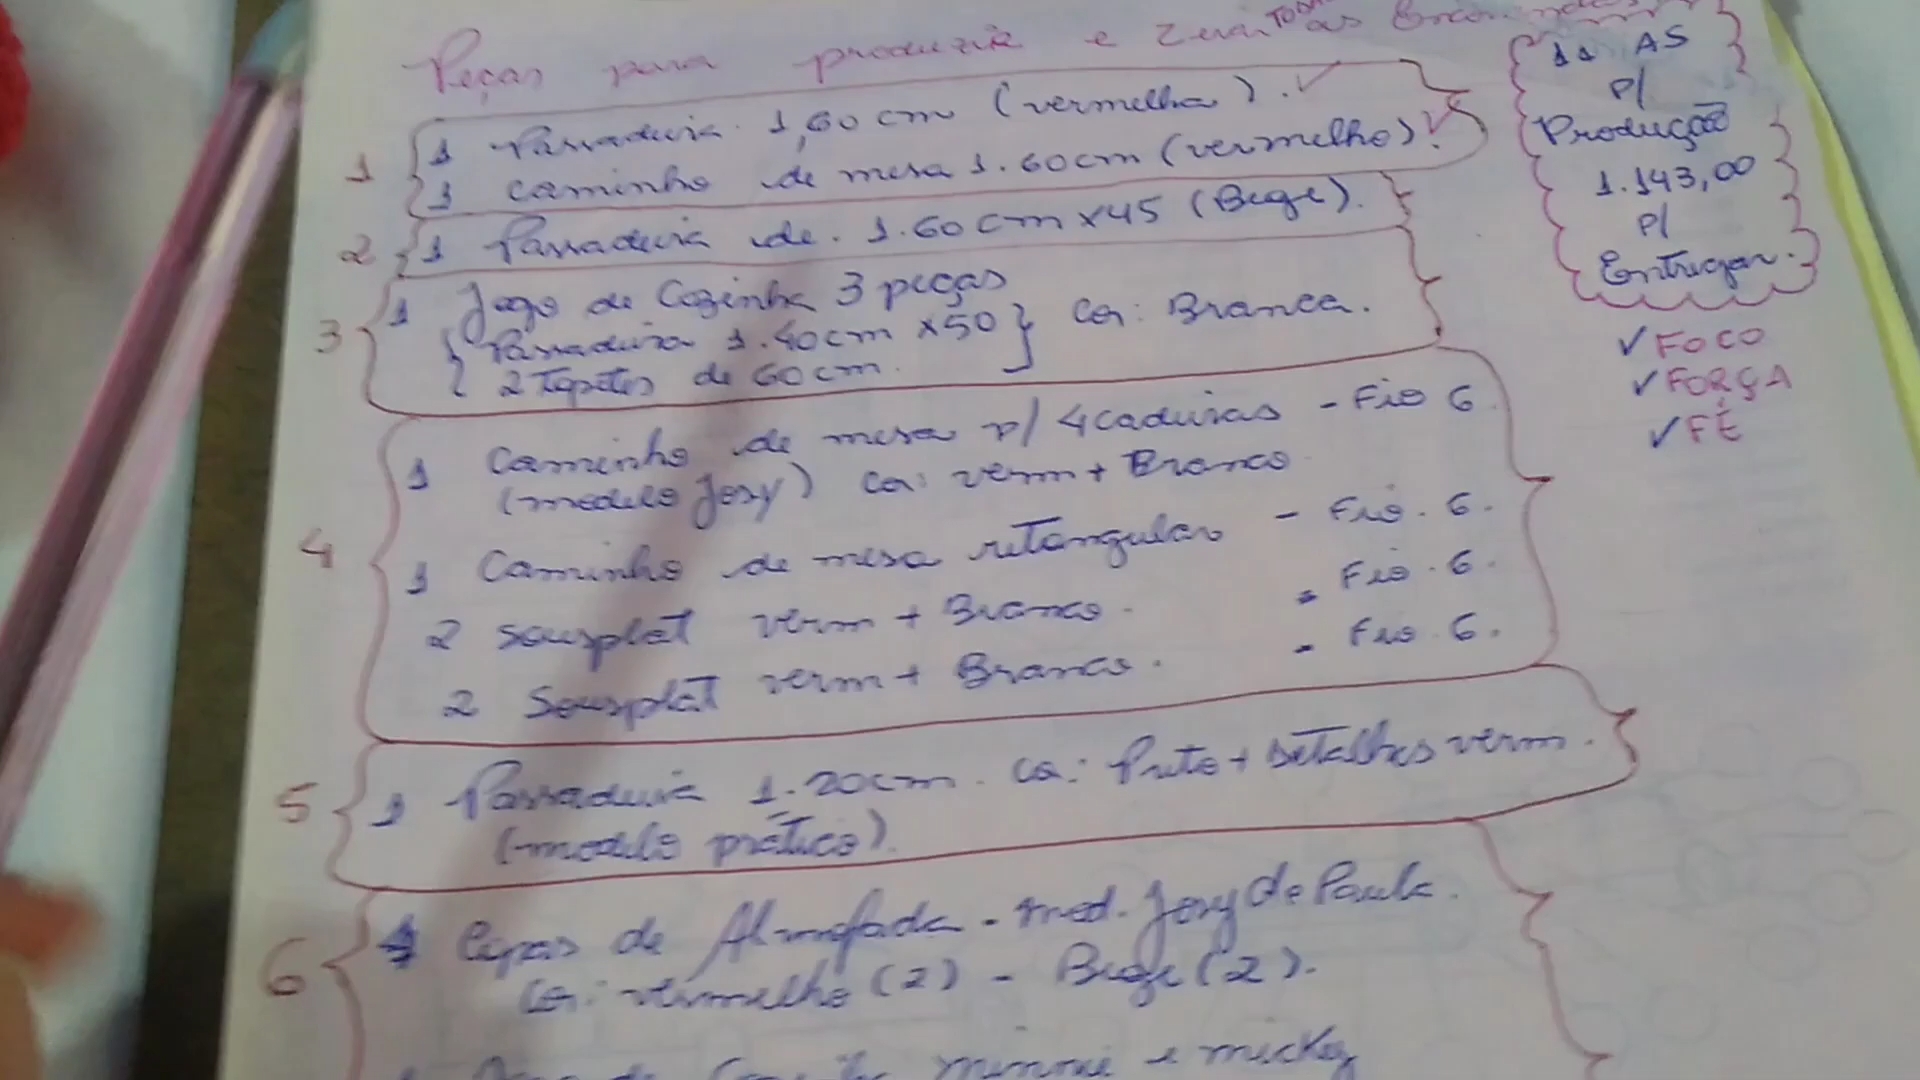 Peças para produzir e Zerar TODAS as Encomendas
1 1 Passadeira 1,60 cm (vermelha).
1 caminho de mesa 1.60cm (vermelho).
2 1 Passadeira de 1.60cm x45 (Bege).
3 1 Jogo de Cozinha 3 peças
Passadeira 1.40cm x50 cor: Branca.
2 Tapetes de 60cm.
4 1 Caminho de mesa p/ 4 cadeiras - Fio 6
(modelo Josy) cor: verm + Branco
1 Caminho de mesa retangular - Fio. 6.
2 sousplat verm + Branco. - Fio. 6.
2 Sousplat verm + Branco. - Fio 6.
5 1 Passadeira 1.20cm. cor: Preto + Detalhes verm.
(modelo prático).
6 4 Capas de Almofada - med. Josy de Paula.
Cor: vermelho (2) - Bege (2).
minnie e mickey
11 AS
p/
Produção
1.143,00
p/
Entregar.
✓ FOCO
✓ FORÇA
✓ FÉ